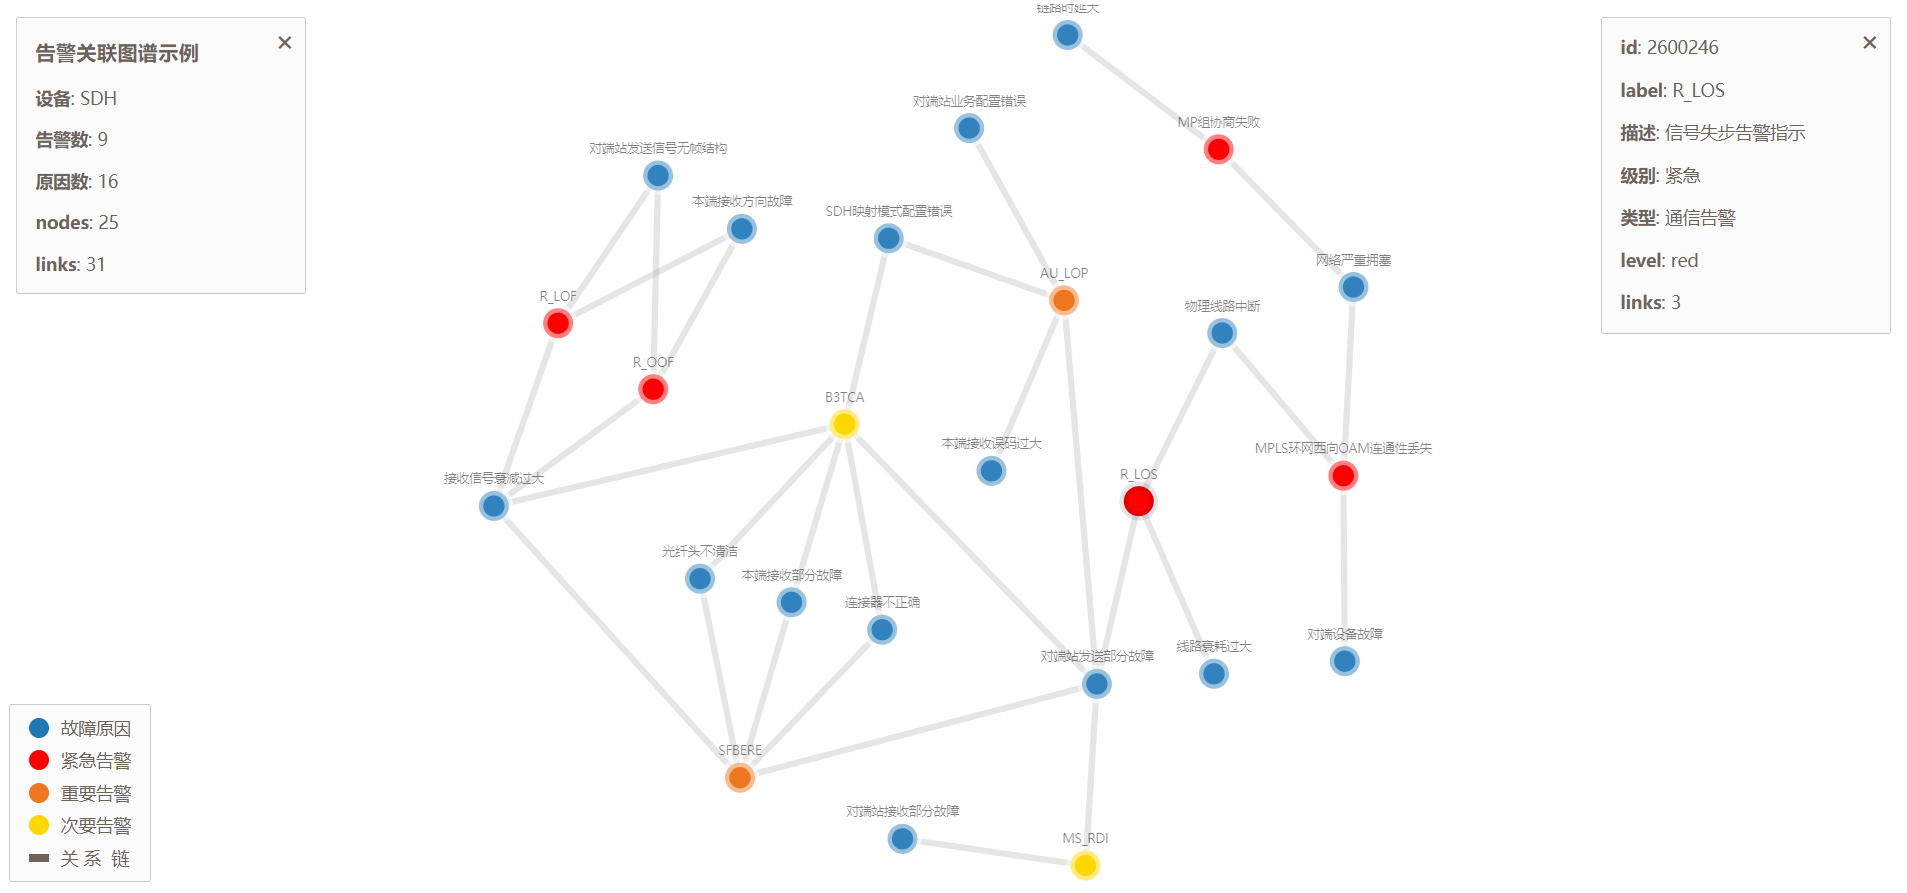 告警关联图谱示例
设备: SDH
告警数: 9
原因数: 16
nodes: 25
links: 31
链路时延大
对端站业务配置错误
MP组协商失败
对端站发送信号无帧结构
本端接收方向故障
SDH映射模式配置错误
网络严重拥塞
AU_LOP
R_LOF
物理线路中断
R_OOF
B3TCA
本端接收误码过大
MPLS环网西向OAM连通性丢失
R_LOS
接收信号衰减过大
光纤头不清洁
本端接收部分故障
连接器不正确
对端设备故障
线路衰耗过大
对端站发送部分故障
SFBERE
对端站接收部分故障
MS_RDI
id: 2600246
label: R_LOS
描述: 信号失步告警指示
级别: 紧急
类型: 通信告警
level: red
links: 3
故障原因
紧急告警
重要告警
次要告警
关 系 链